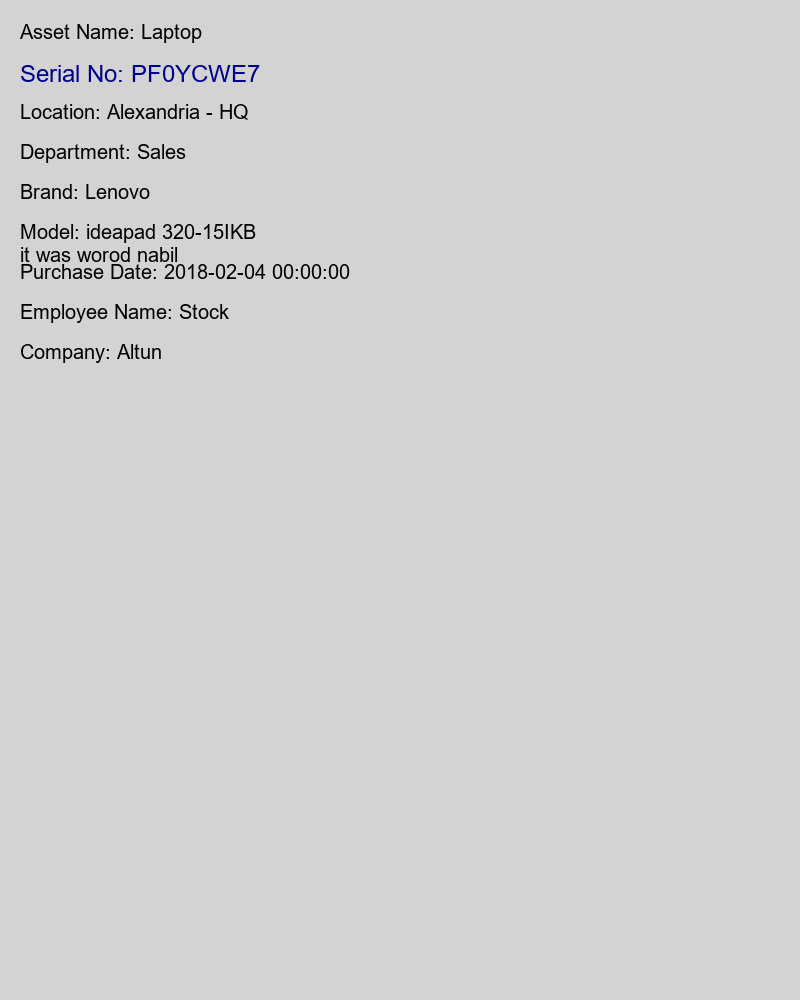 Asset Name: Laptop
Serial No: PF0YCWE7
Location: Alexandria - HQ
Department: Sales
Brand: Lenovo
Model: ideapad 320-15IKB
it was worod nabil
Purchase Date: 2018-02-04 00:00:00
Employee Name: Stock
Company: Altun